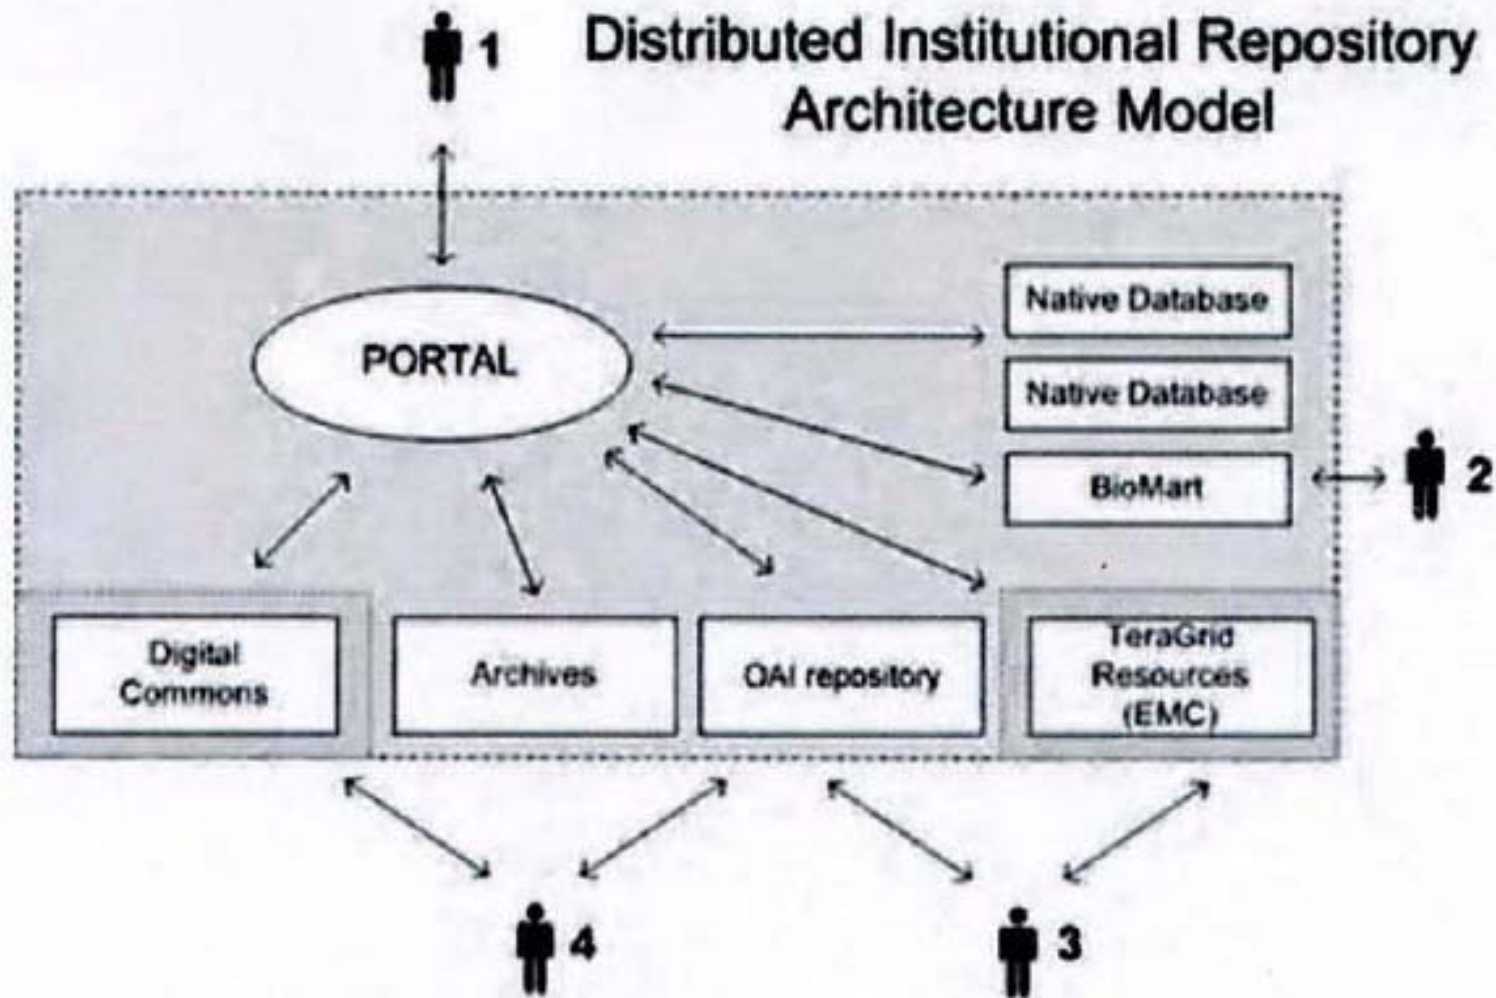 1
Distributed Institutional Repository
Architecture Model
PORTAL
Native Database
Native Database
BioMart
2
Digital
Commons
Archives
OAI repository
TeraGrid
Resources
(EMC)
4
3